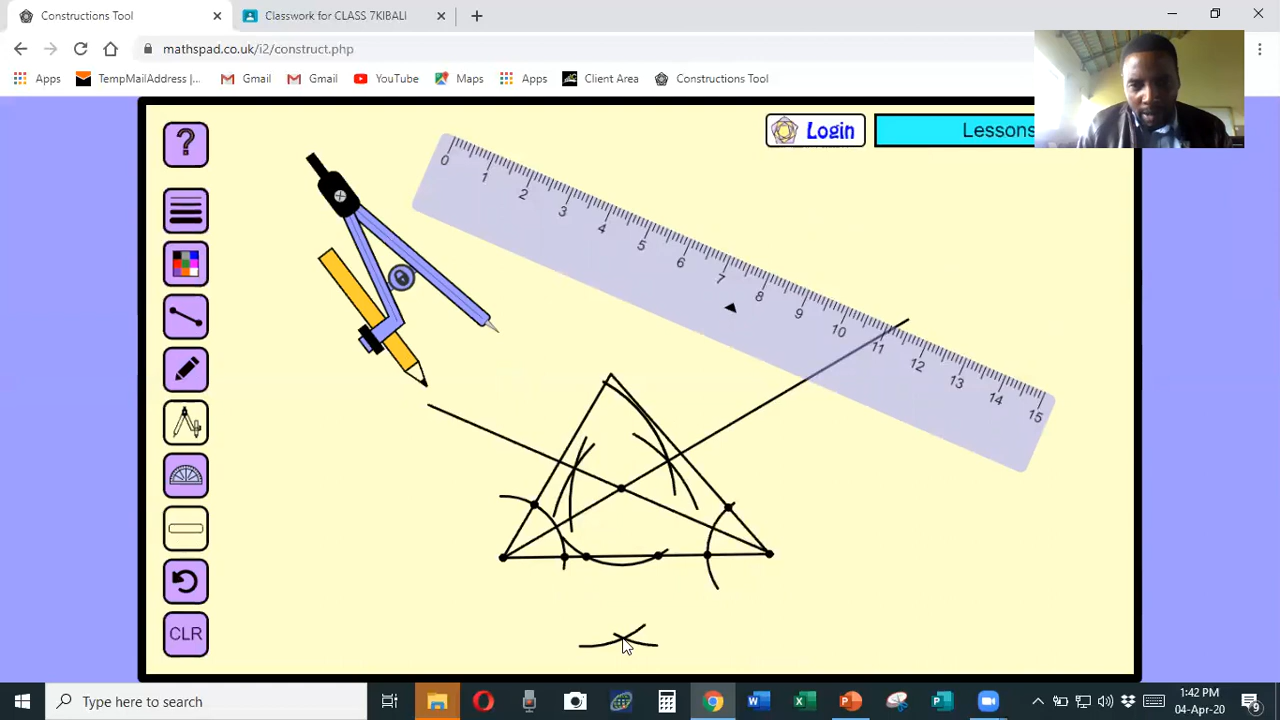 Constructions Tool
Classwork for CLASS 7KIBALI
mathspad.co.uk/i2/construct.php
Apps
TempMailAddress |...
Gmail
Gmail
YouTube
Maps
Apps
Client Area
Constructions Tool
?
Login
Lessons
0 1 2 3 4 5 6 7 8 9 10 11 12 13 14 15
CLR
Type here to search
1:42 PM
04-Apr-20
9